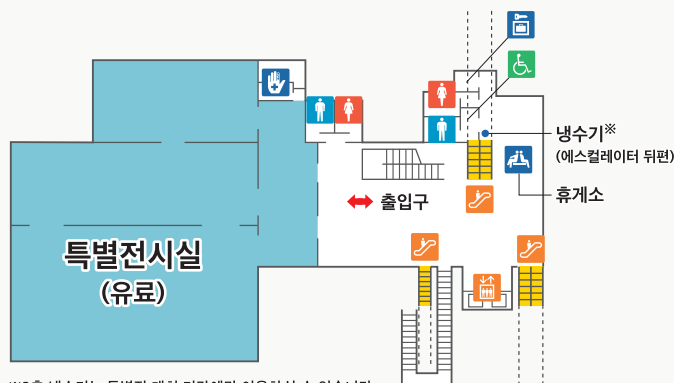 냉수기※
(에스컬레이터 뒤편)
휴게소
출입구
특별전시실
(유료)